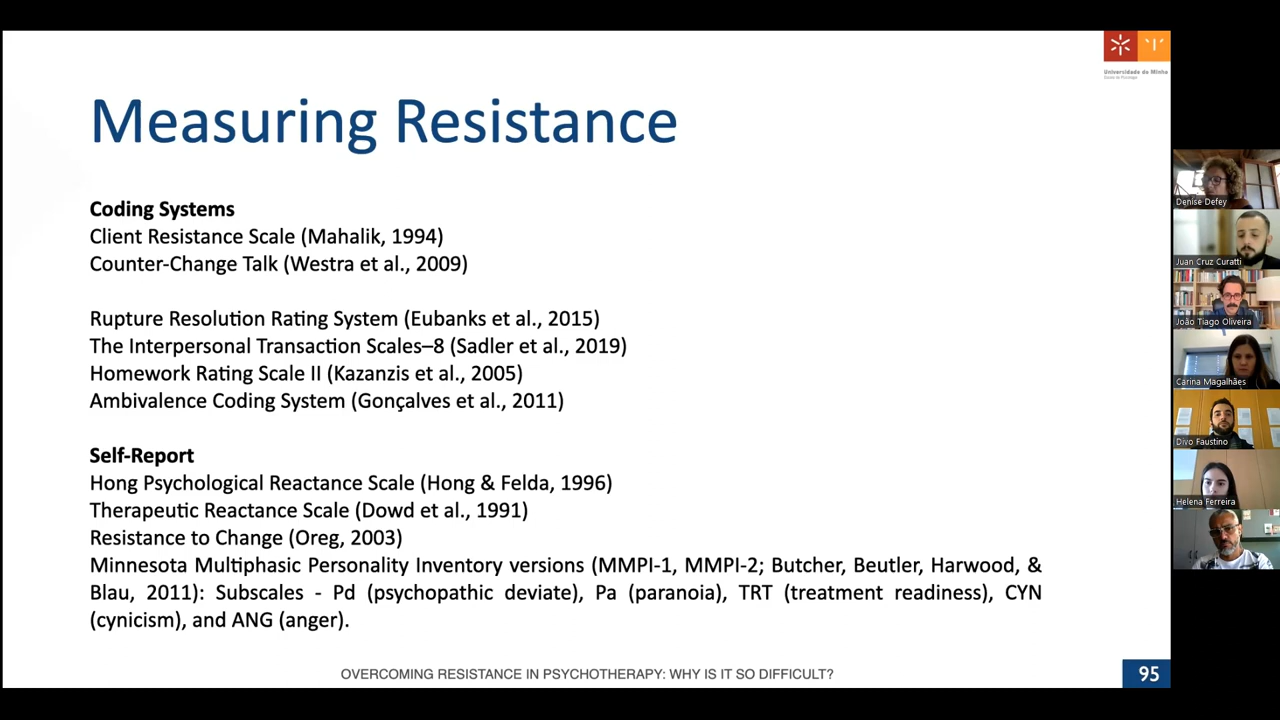 Universidade do Minho
Escola de Psicologia
Measuring Resistance
Coding Systems
Client Resistance Scale (Mahalik, 1994)
Counter-Change Talk (Westra et al., 2009)
Rupture Resolution Rating System (Eubanks et al., 2015)
The Interpersonal Transaction Scales–8 (Sadler et al., 2019)
Homework Rating Scale II (Kazanzis et al., 2005)
Ambivalence Coding System (Gonçalves et al., 2011)
Self-Report
Hong Psychological Reactance Scale (Hong & Felda, 1996)
Therapeutic Reactance Scale (Dowd et al., 1991)
Resistance to Change (Oreg, 2003)
Minnesota Multiphasic Personality Inventory versions (MMPI-1, MMPI-2; Butcher, Beutler, Harwood, &
Blau, 2011): Subscales - Pd (psychopathic deviate), Pa (paranoia), TRT (treatment readiness), CYN
(cynicism), and ANG (anger).
OVERCOMING RESISTANCE IN PSYCHOTHERAPY: WHY IS IT SO DIFFICULT?
95
Denise Defey
Juan Cruz Curatti
João Tiago Oliveira
Carina Magalhães
Divo Faustino
Helena Ferreira